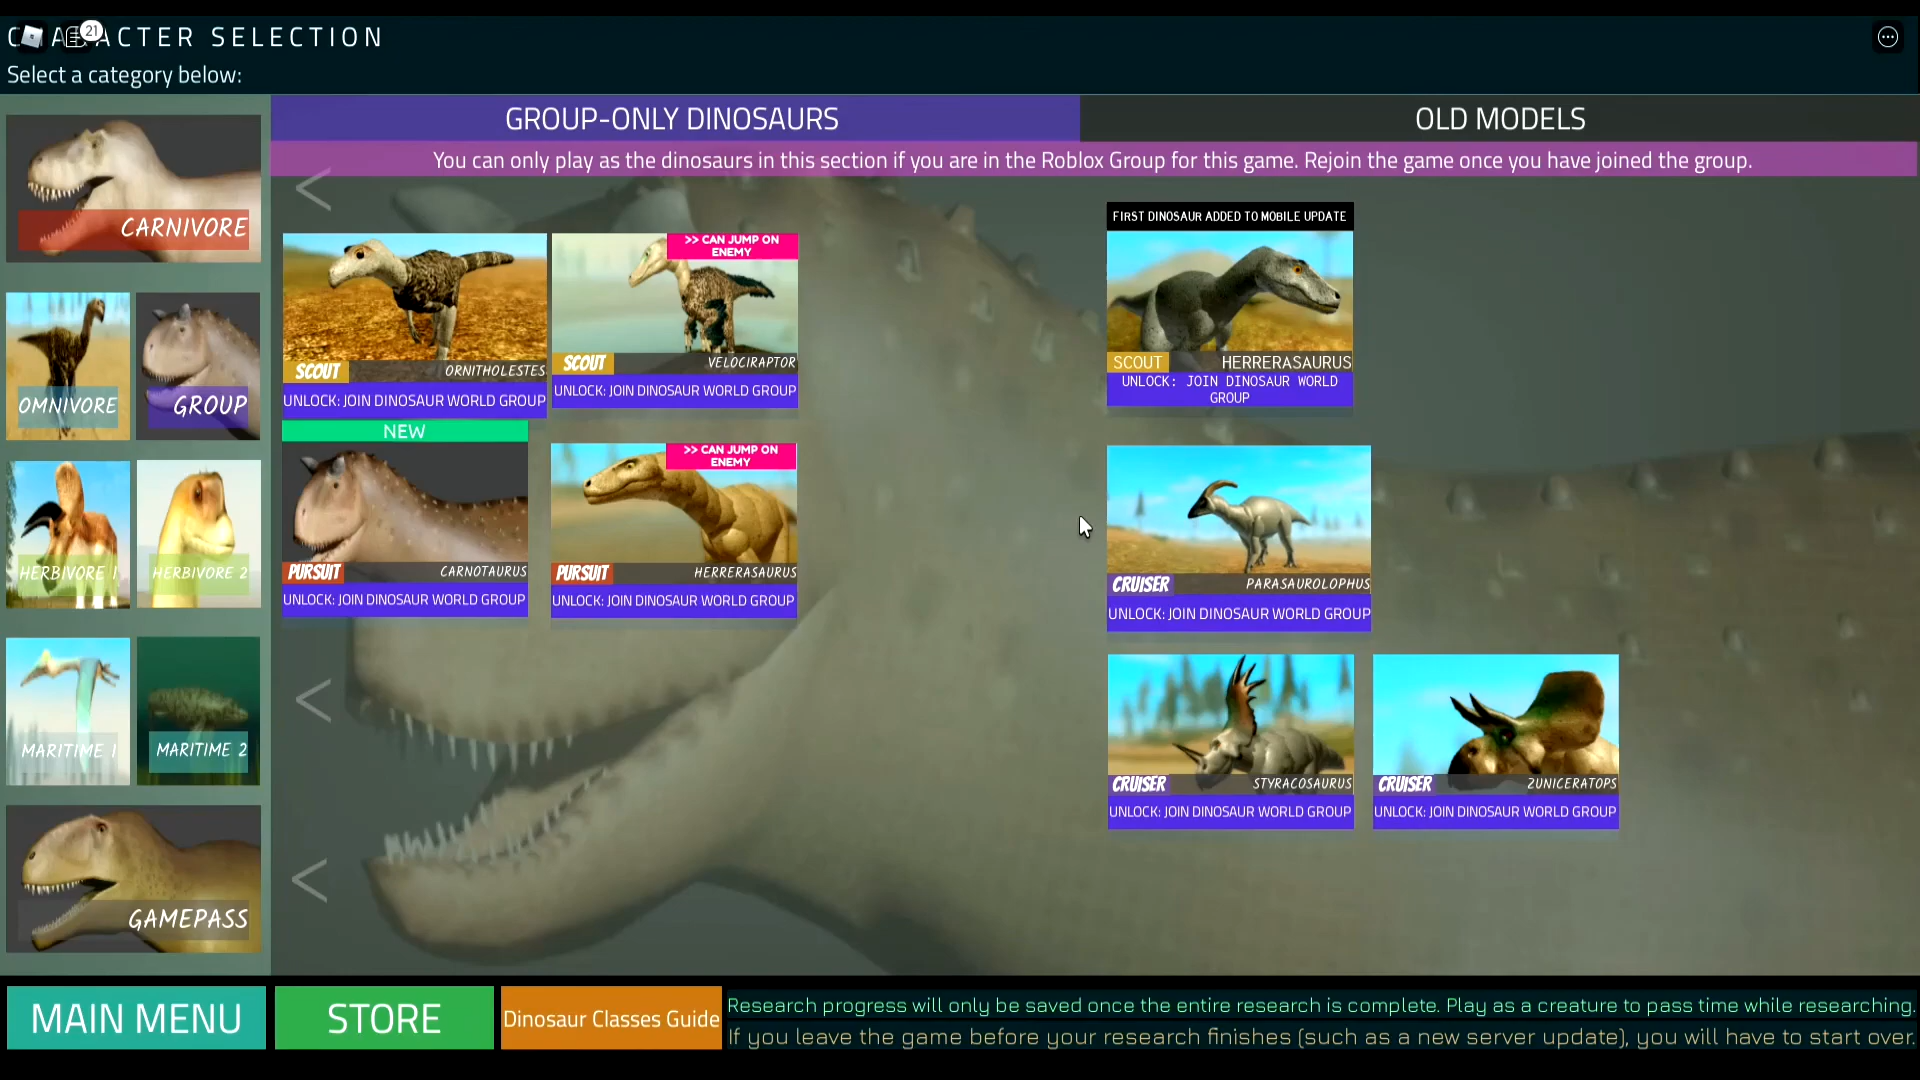 21
CHARACTER SELECTION
Select a category below:
GROUP-ONLY DINOSAURS
OLD MODELS
You can only play as the dinosaurs in this section if you are in the Roblox Group for this game. Rejoin the game once you have joined the group.
CARNIVORE
OMNIVORE
GROUP
HERBIVORE 1
HERBIVORE 2
MARITIME 1
MARITIME 2
GAMEPASS
SCOUT
ORNITHOLESTES
UNLOCK: JOIN DINOSAUR WORLD GROUP
>> CAN JUMP ON
ENEMY
SCOUT
VELOCIRAPTOR
UNLOCK: JOIN DINOSAUR WORLD GROUP
NEW
PURSUIT
CARNOTAURUS
UNLOCK: JOIN DINOSAUR WORLD GROUP
>> CAN JUMP ON
ENEMY
PURSUIT
HERRERASAURUS
UNLOCK: JOIN DINOSAUR WORLD GROUP
FIRST DINOSAUR ADDED TO MOBILE UPDATE
SCOUT
HERRERASAURUS
UNLOCK: JOIN DINOSAUR WORLD
GROUP
CRUISER
PARASAUROLOPHUS
UNLOCK: JOIN DINOSAUR WORLD GROUP
CRUISER
STYRACOSAURUS
UNLOCK: JOIN DINOSAUR WORLD GROUP
CRUISER
ZUNICERATOPS
UNLOCK: JOIN DINOSAUR WORLD GROUP
MAIN MENU
STORE
Dinosaur Classes Guide
Research progress will only be saved once the entire research is complete. Play as a creature to pass time while researching.
If you leave the game before your research finishes (such as a new server update), you will have to start over.